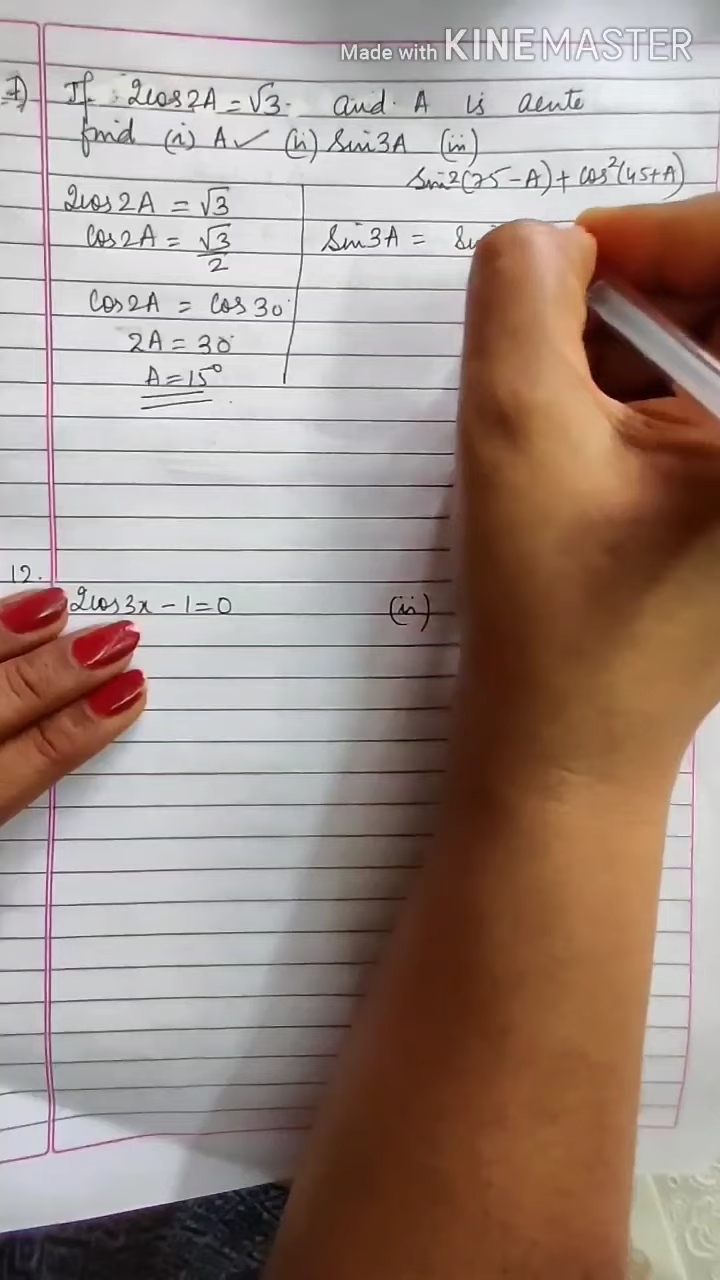 Made with KINEMASTER
If 2cos2A = √3. and A is acute
find (i) A ✓ (ii) Sin3A (iii)
sin²(75-A) + cos²(45+A)
2cos2A = √3
cos2A = √3/2
cos2A = cos30°
2A = 30°
A = 15°
Sin3A =
12.
2cos3x - 1 = 0
(ii)